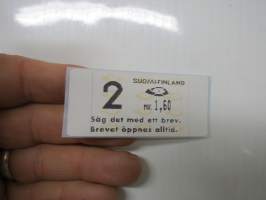 SUOMI-FINLAND
2
MK 1,60
Säg det med ett brev.
Brevet öppnas alltid.